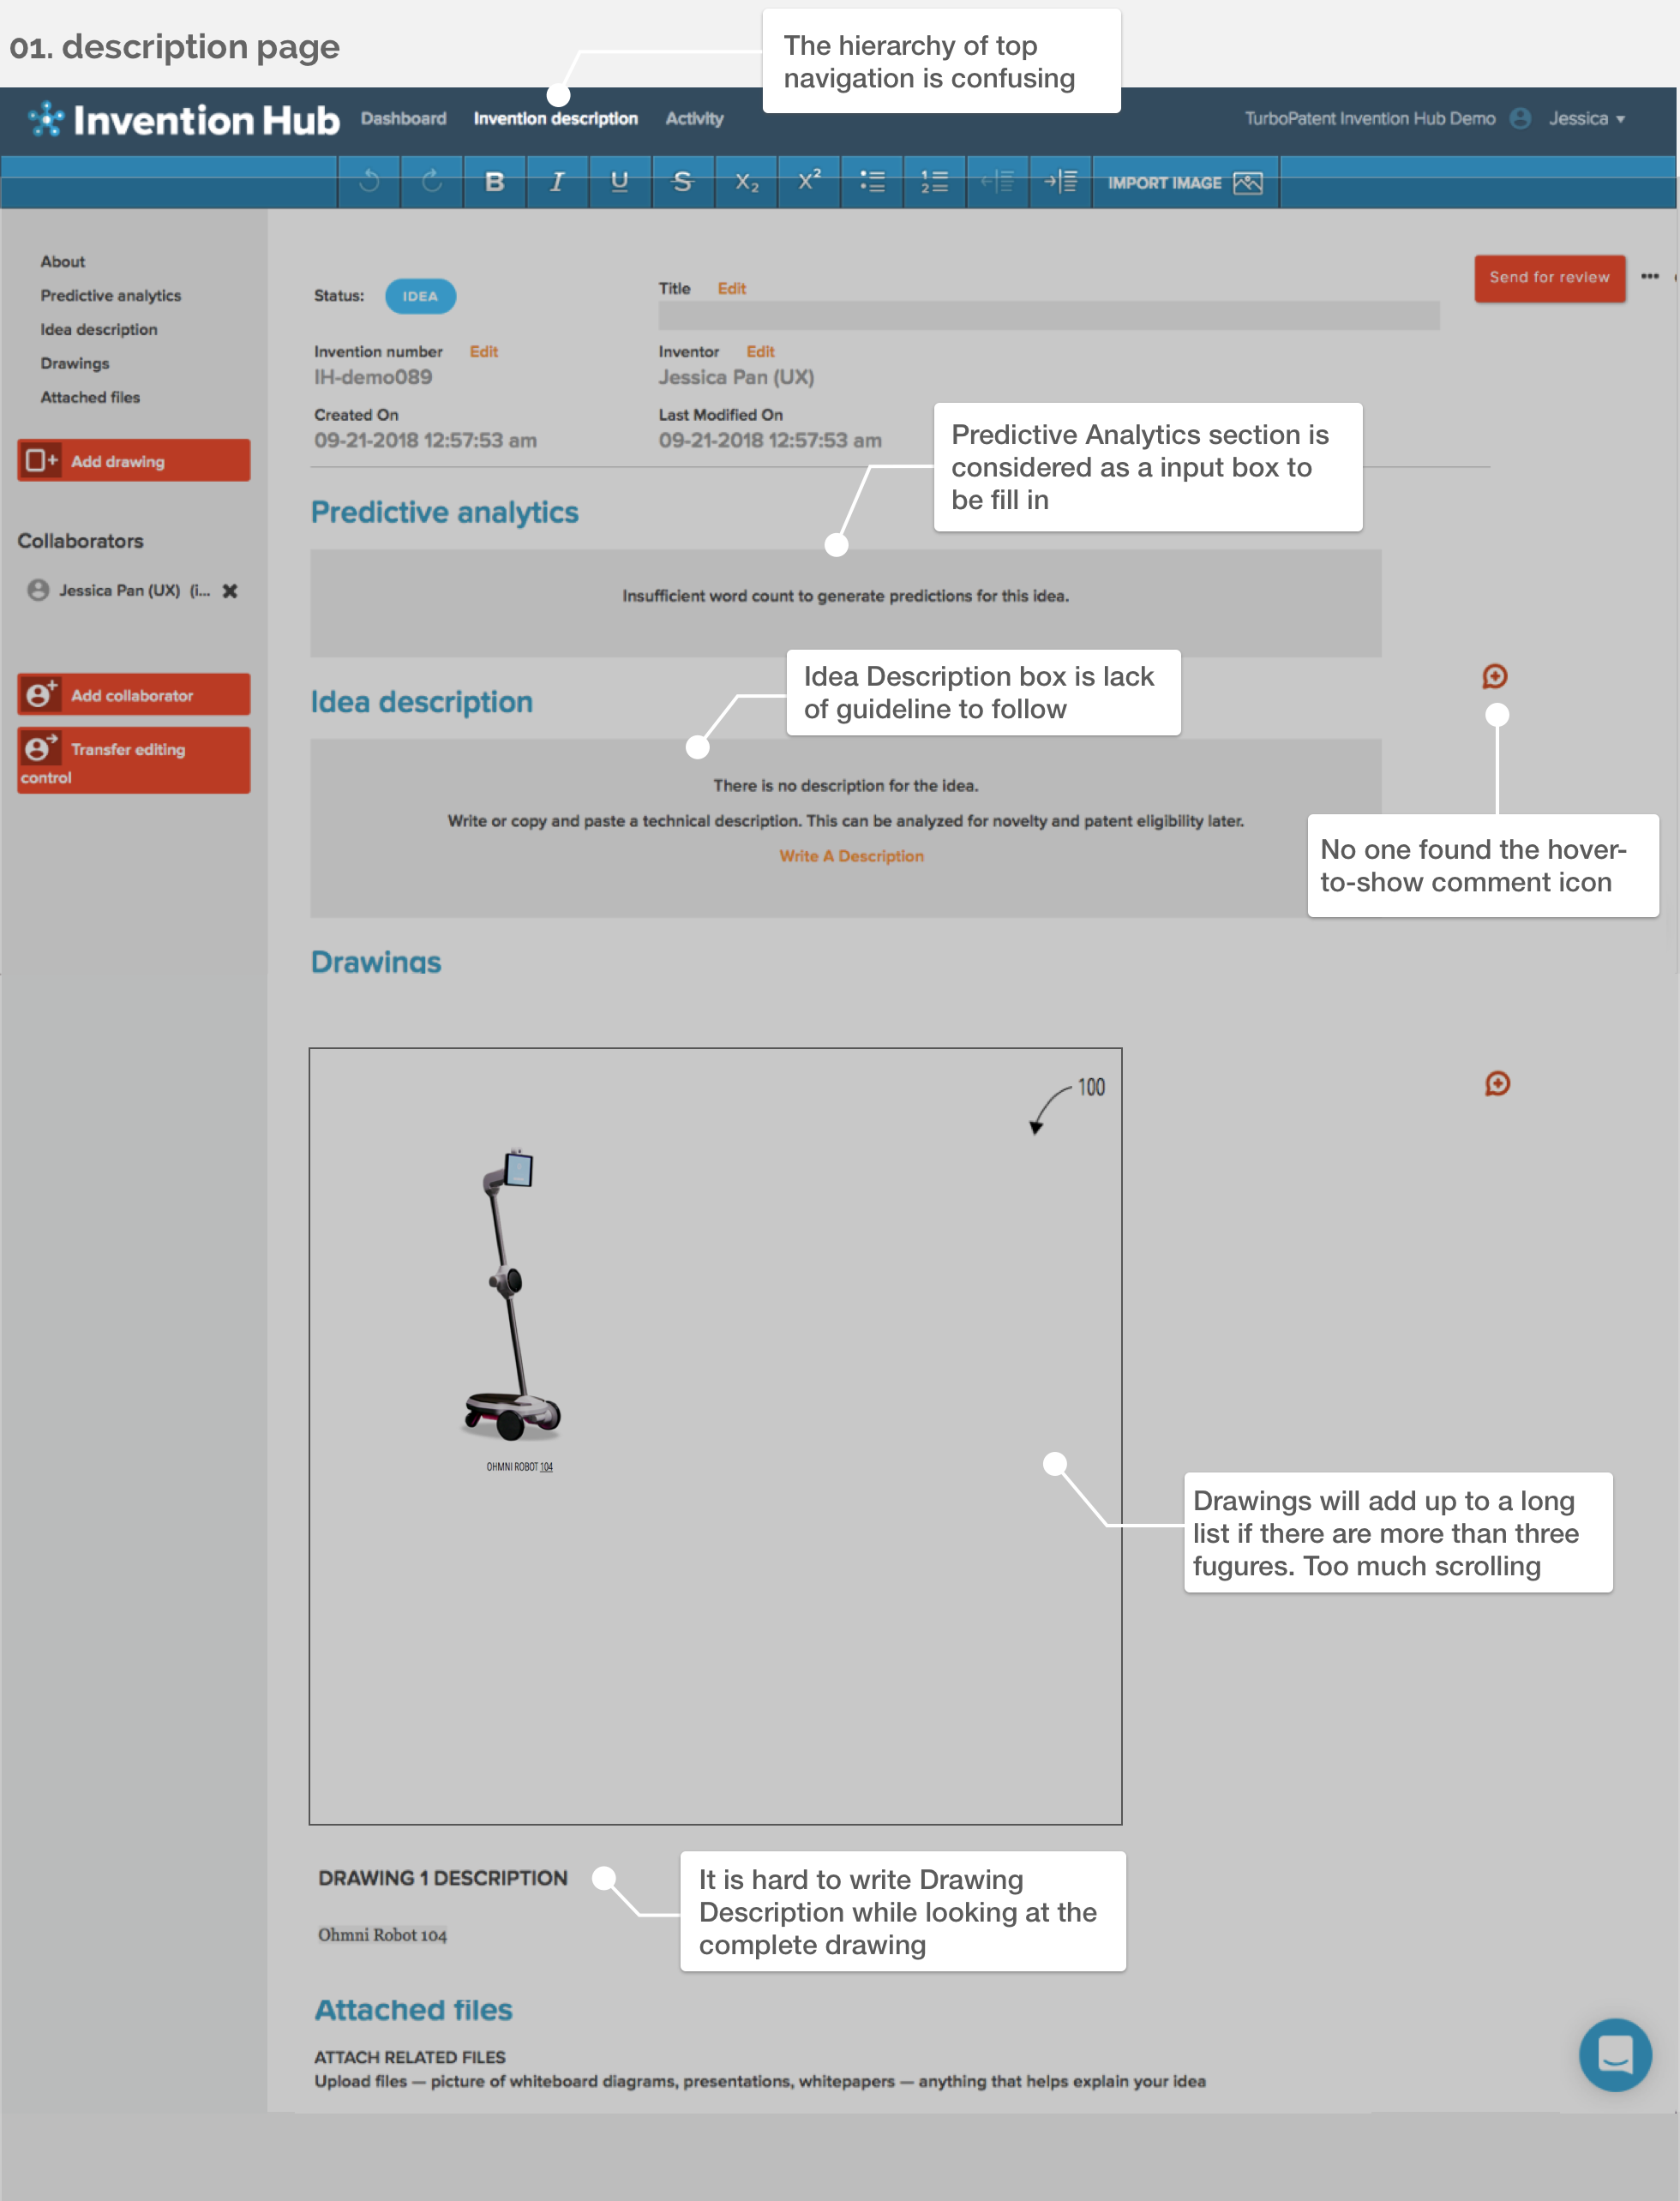 01. description page
The hierarchy of top
navigation is confusing
Invention Hub
Dashboard
Invention description
Activity
TurboPatent Invention Hub Demo
Jessica
B I U S X₂ X²
IMPORT IMAGE
About
Predictive analytics
Idea description
Drawings
Attached files
Add drawing
Collaborators
Jessica Pan (UX) (i...
Add collaborator
Transfer editing
control
Status: IDEA
Title Edit
Send for review
Invention number Edit
IH-demo089
Inventor Edit
Jessica Pan (UX)
Created On
09-21-2018 12:57:53 am
Last Modified On
09-21-2018 12:57:53 am
Predictive Analytics section is
considered as a input box to
be fill in
Predictive analytics
Insufficient word count to generate predictions for this idea.
Idea Description box is lack
of guideline to follow
Idea description
There is no description for the idea.
Write or copy and paste a technical description. This can be analyzed for novelty and patent eligibility later.
Write A Description
No one found the hover-
to-show comment icon
Drawings
100
OHMNI ROBOT 104
Drawings will add up to a long
list if there are more than three
fugures. Too much scrolling
DRAWING 1 DESCRIPTION
Ohmni Robot 104
It is hard to write Drawing
Description while looking at the
complete drawing
Attached files
ATTACH RELATED FILES
Upload files — picture of whiteboard diagrams, presentations, whitepapers — anything that helps explain your idea